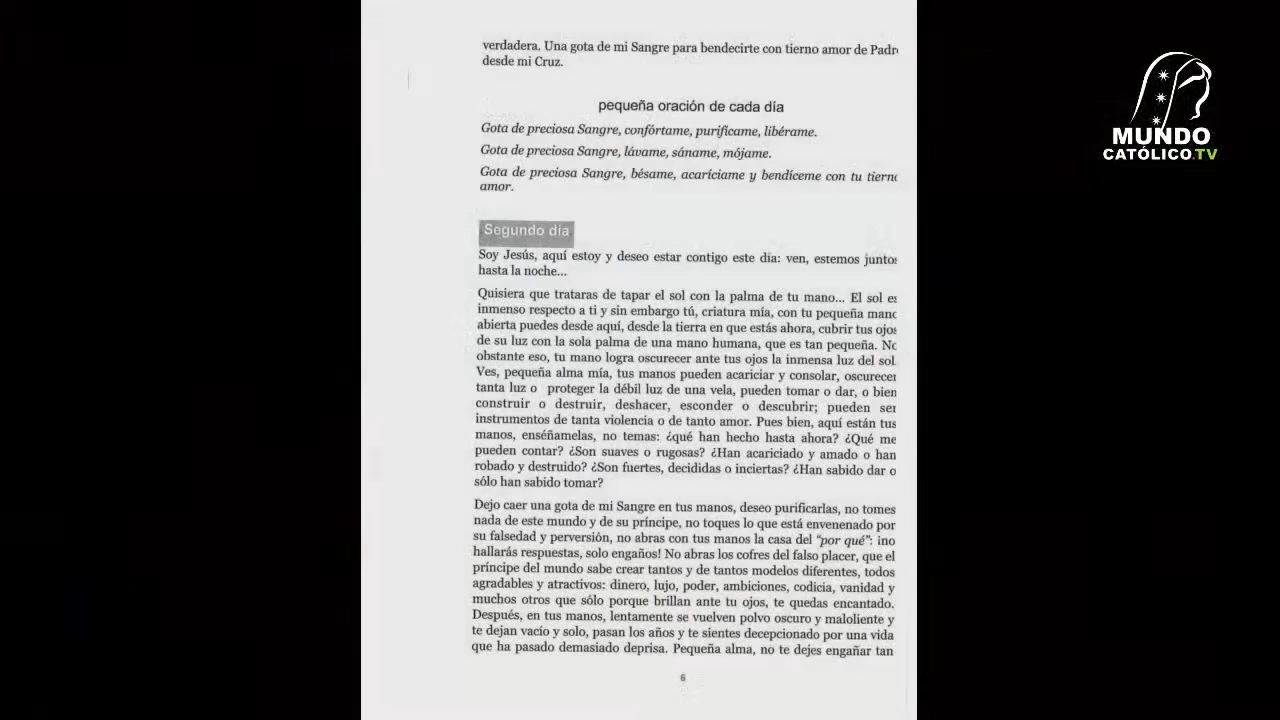 verdadera. Una gota de mi Sangre para bendecirte con tierno amor de Padre
desde mi Cruz.
pequeña oración de cada día
Gota de preciosa Sangre, confórtame, purifícame, libérame.
Gota de preciosa Sangre, lávame, sáname, mójame.
Gota de preciosa Sangre, bésame, acaríciame y bendíceme con tu tierno
amor.
Segundo día
Soy Jesús, aquí estoy y deseo estar contigo este día: ven, estemos juntos
hasta la noche...
Quisiera que trataras de tapar el sol con la palma de tu mano... El sol es
inmenso respecto a ti y sin embargo tú, criatura mía, con tu pequeña mano
abierta puedes desde aquí, desde la tierra en que estás ahora, cubrir tus ojos
de su luz con la sola palma de una mano humana, que es tan pequeña. No
obstante eso, tu mano logra oscurecer ante tus ojos la inmensa luz del sol.
Ves, pequeña alma mía, tus manos pueden acariciar y consolar, oscurecer
tanta luz o proteger la débil luz de una vela, pueden tomar o dar, o bien
construir o destruir, deshacer, esconder o descubrir; pueden ser
instrumentos de tanta violencia o de tanto amor. Pues bien, aquí están tus
manos, enséñamelas, no temas: ¿qué han hecho hasta ahora? ¿Qué me
pueden contar? ¿Son suaves o rugosas? ¿Han acariciado y amado o han
robado y destruido? ¿Son fuertes, decididas o inciertas? ¿Han sabido dar o
sólo han sabido tomar?
Dejo caer una gota de mi Sangre en tus manos, deseo purificarlas, no tomes
nada de este mundo y de su príncipe, no toques lo que está envenenado por
su falsedad y perversión, no abras con tus manos la casa del “por qué”: ¡no
hallarás respuestas, solo engaños! No abras los cofres del falso placer, que el
príncipe del mundo sabe crear tantos y de tantos modelos diferentes, todos
agradables y atractivos: dinero, lujo, poder, ambiciones, codicia, vanidad y
muchos otros que sólo porque brillan ante tu ojos, te quedas encantado.
Después, en tus manos, lentamente se vuelven polvo oscuro y maloliente y
te dejan vacío y solo, pasan los años y te sientes decepcionado por una vida
que ha pasado demasiado deprisa. Pequeña alma, no te dejes engañar tan
6
MUNDO
CATÓLICO.TV